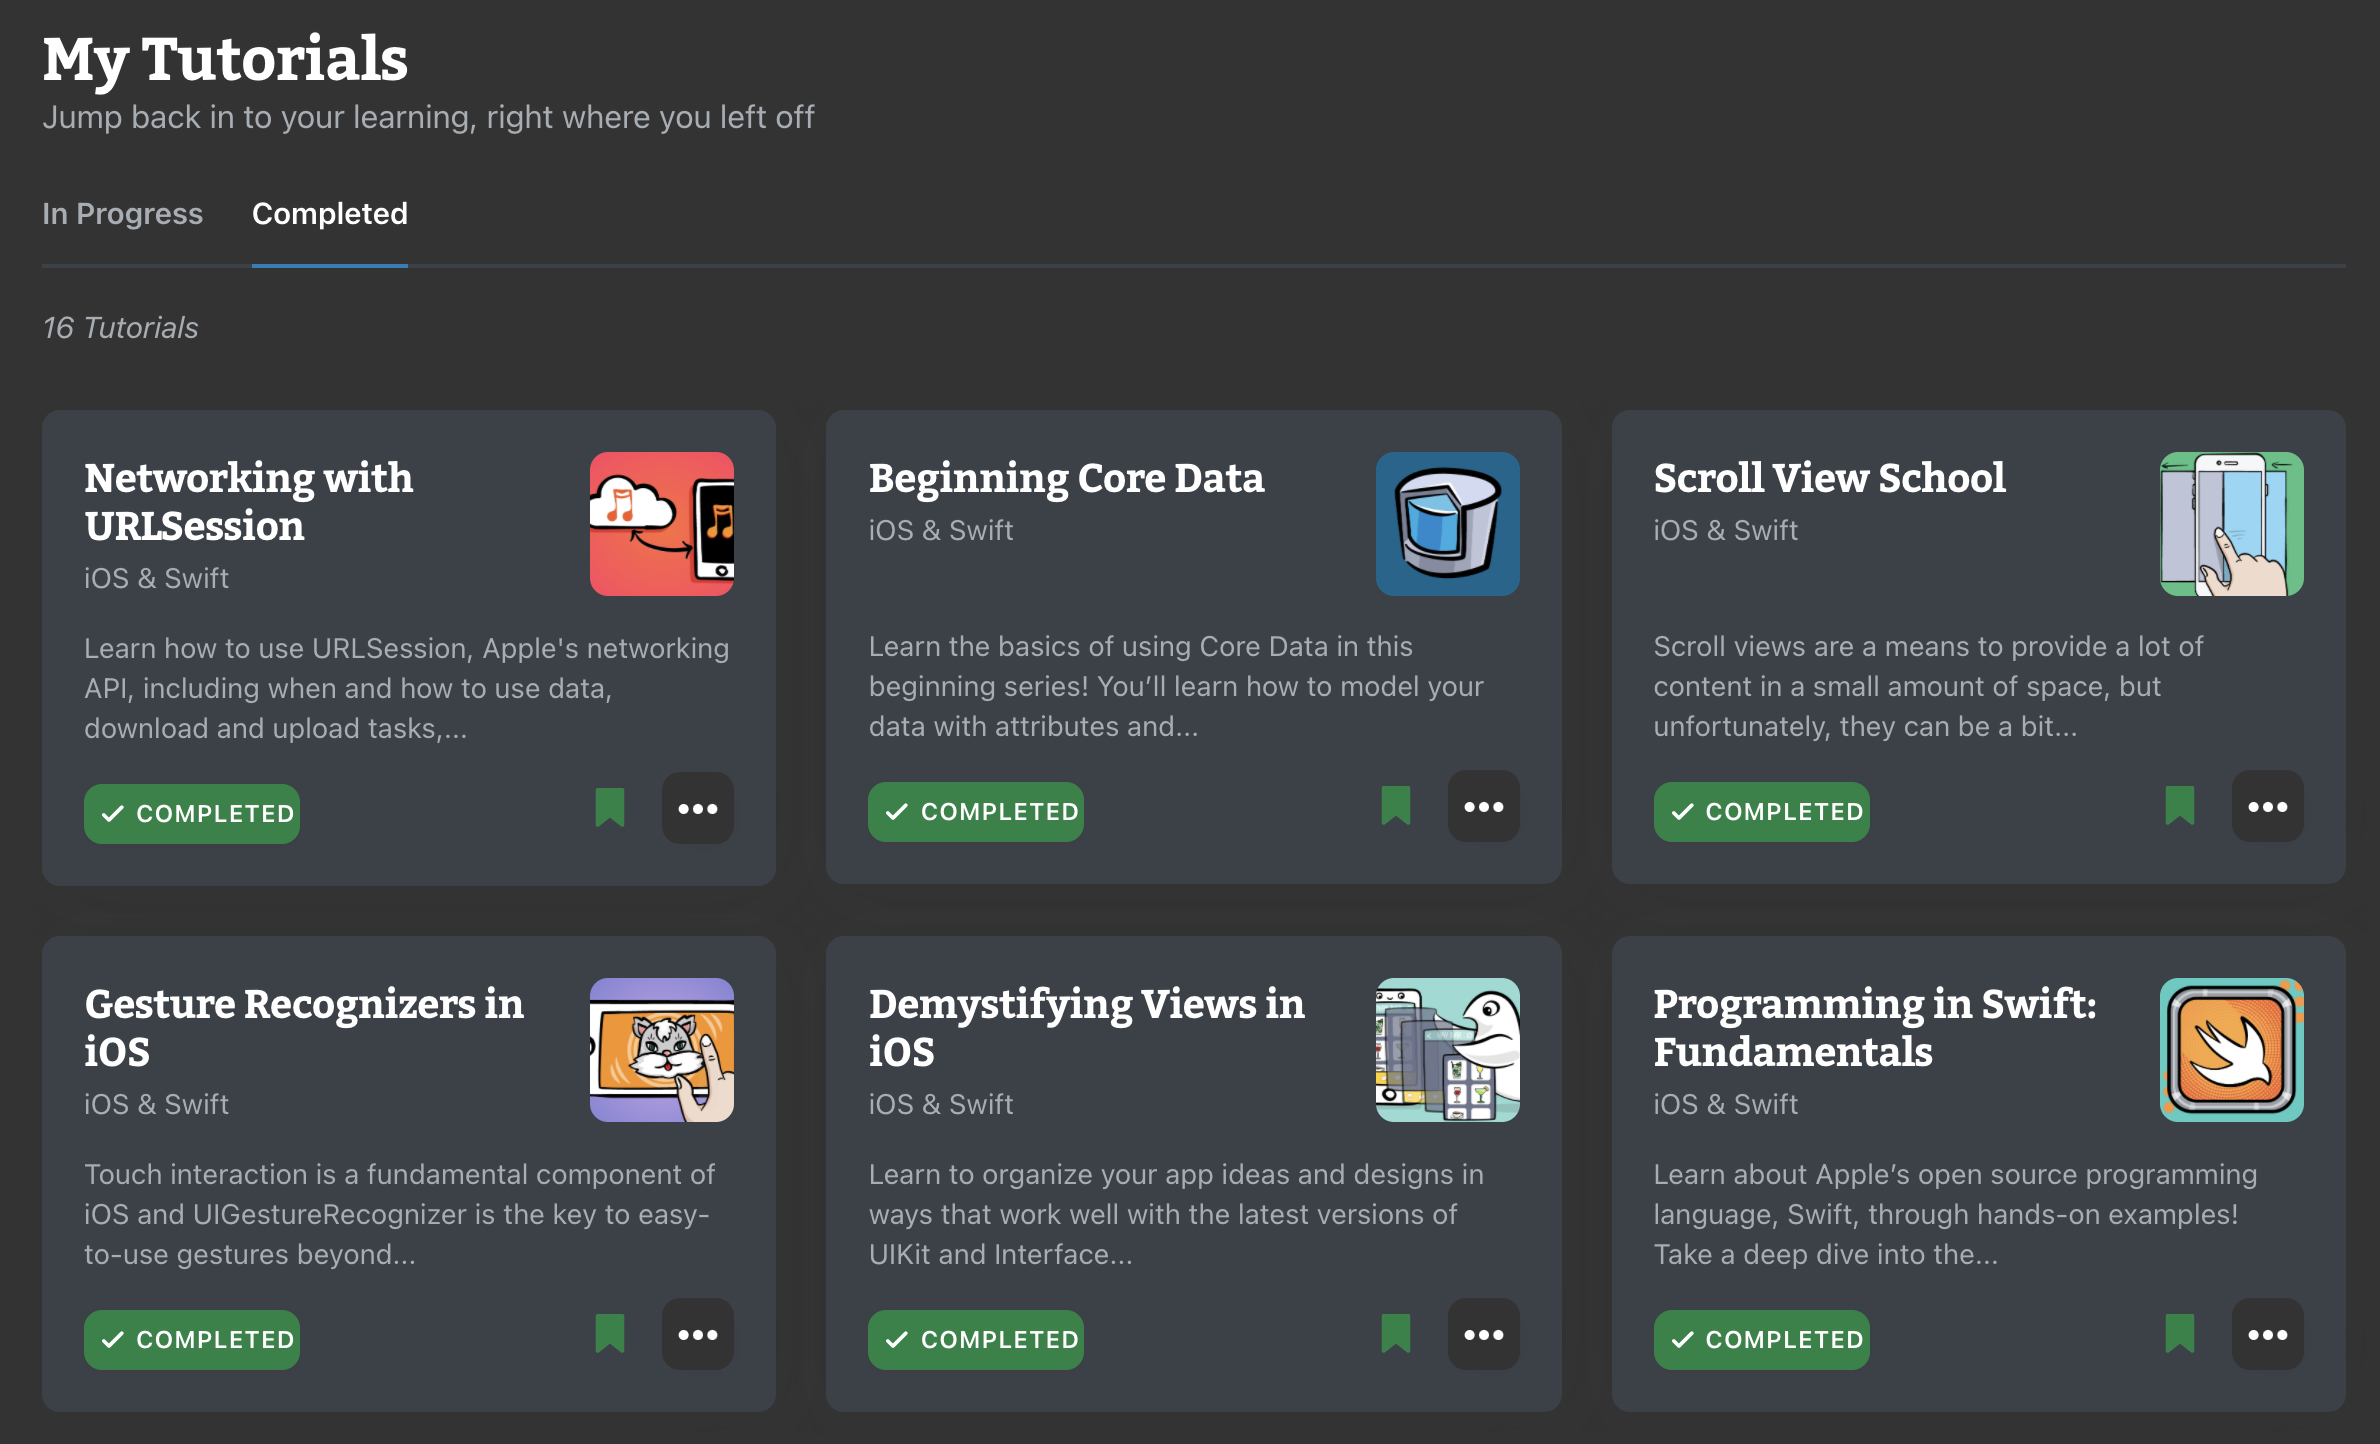 My Tutorials
Jump back in to your learning, right where you left off
In Progress
Completed
16 Tutorials
Networking with
URLSession
iOS & Swift
Learn how to use URLSession, Apple's networking
API, including when and how to use data,
download and upload tasks,...
COMPLETED
Beginning Core Data
iOS & Swift
Learn the basics of using Core Data in this
beginning series! You’ll learn how to model your
data with attributes and...
COMPLETED
Scroll View School
iOS & Swift
Scroll views are a means to provide a lot of
content in a small amount of space, but
unfortunately, they can be a bit...
COMPLETED
Gesture Recognizers in
iOS
iOS & Swift
Touch interaction is a fundamental component of
iOS and UIGestureRecognizer is the key to easy-
to-use gestures beyond...
COMPLETED
Demystifying Views in
iOS
iOS & Swift
Learn to organize your app ideas and designs in
ways that work well with the latest versions of
UIKit and Interface...
COMPLETED
Programming in Swift:
Fundamentals
iOS & Swift
Learn about Apple’s open source programming
language, Swift, through hands-on examples!
Take a deep dive into the...
COMPLETED